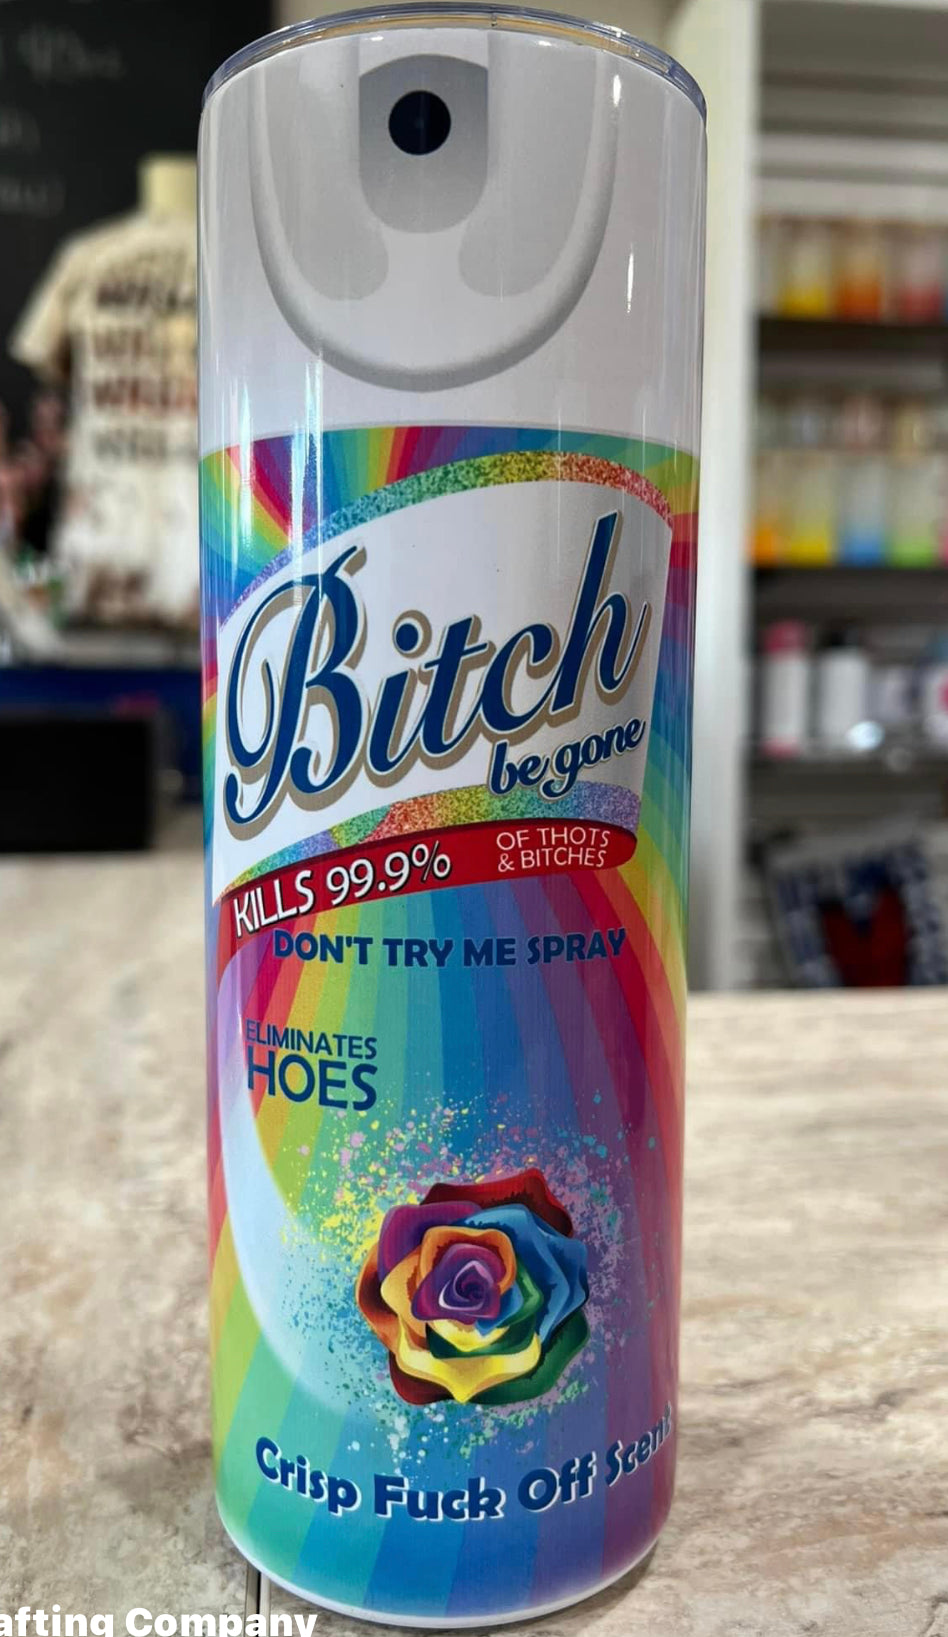 Bitch
be gone
KILLS 99.9% OF THOTS
& BITCHES
DON'T TRY ME SPRAY
ELIMINATES
HOES
Crisp Fuck Off Scent
afting Company